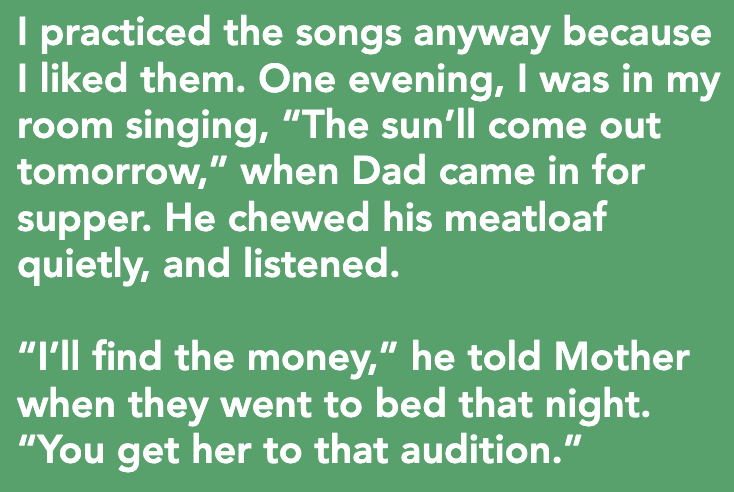 I practiced the songs anyway because
I liked them. One evening, I was in my
room singing, “The sun’ll come out
tomorrow,” when Dad came in for
supper. He chewed his meatloaf
quietly, and listened.

“I’ll find the money,” he told Mother
when they went to bed that night.
“You get her to that audition.”